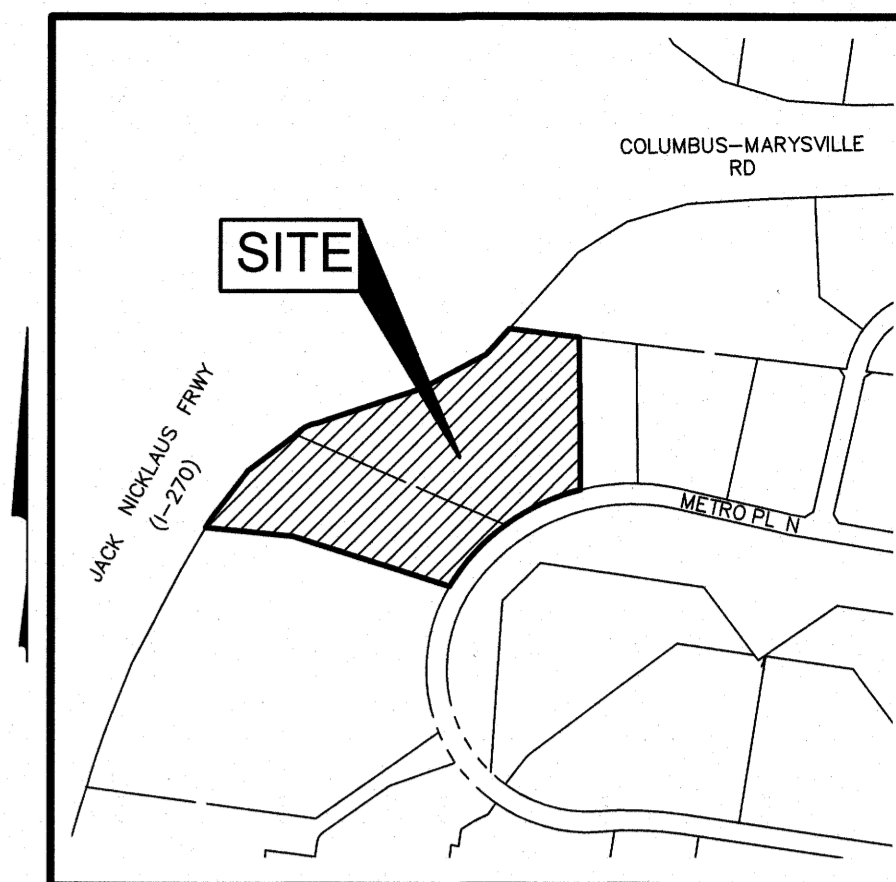 COLUMBUS-MARYSVILLE
RD
SITE
JACK NICKLAUS FRWY
(I-270)
METRO PL N